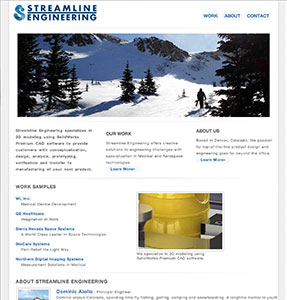 STREAMLINE
ENGINEERING
WORK ABOUT CONTACT
Streamline Engineering specializes in
3D modeling using SolidWorks
Premium CAD software to provide
customers with conceptualization,
design, analysis, prototyping,
verification and transfer to
manufacturing of your next product.
OUR WORK
Streamline Engineering offers creative
solutions to engineering challenges with
specialization in Medical and Aerospace
technologies.
Learn More
ABOUT US
Based in Denver, Colorado, We passion
for top-of-the-line product design and
engineering goes far beyond the office.
Learn More
WORK SAMPLES
WL Inc.
Medical Device Development
GE Healthcare
Imagination at Work
Sierra Nevada Space Systems
A World Class Leader in Space Technologies
BioCare Systems
Pain Relief the Light Way
Northern Digital Imaging Systems
Measurement Solutions in Medical
We specialize in 3D modeling using
SolidWorks Premium CAD software.
ABOUT STREAMLINE ENGINEERING
Dominic Aiello - Principal Engineer
Dominic enjoys Colorado, spending time by fishing, golfing, camping and snowboarding. A longtime mentor to youth